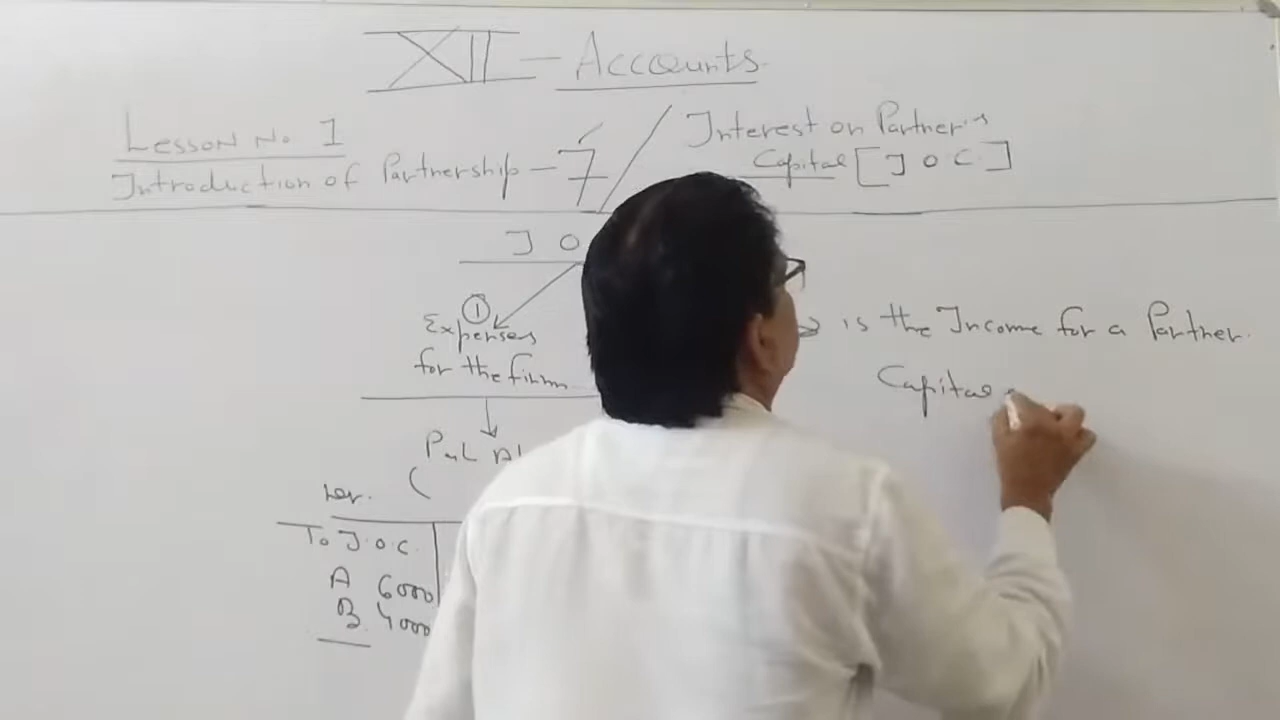 XII - Accounts
Lesson No. 1
Introduction of Partnership - 7
Interest on Partner's
Capital [I O C.]
I O
①
Expenses
for the firm
is the Income for a Partner.
Capital
P&L A/
(
To I.O.C.
A 6000
B. 4000